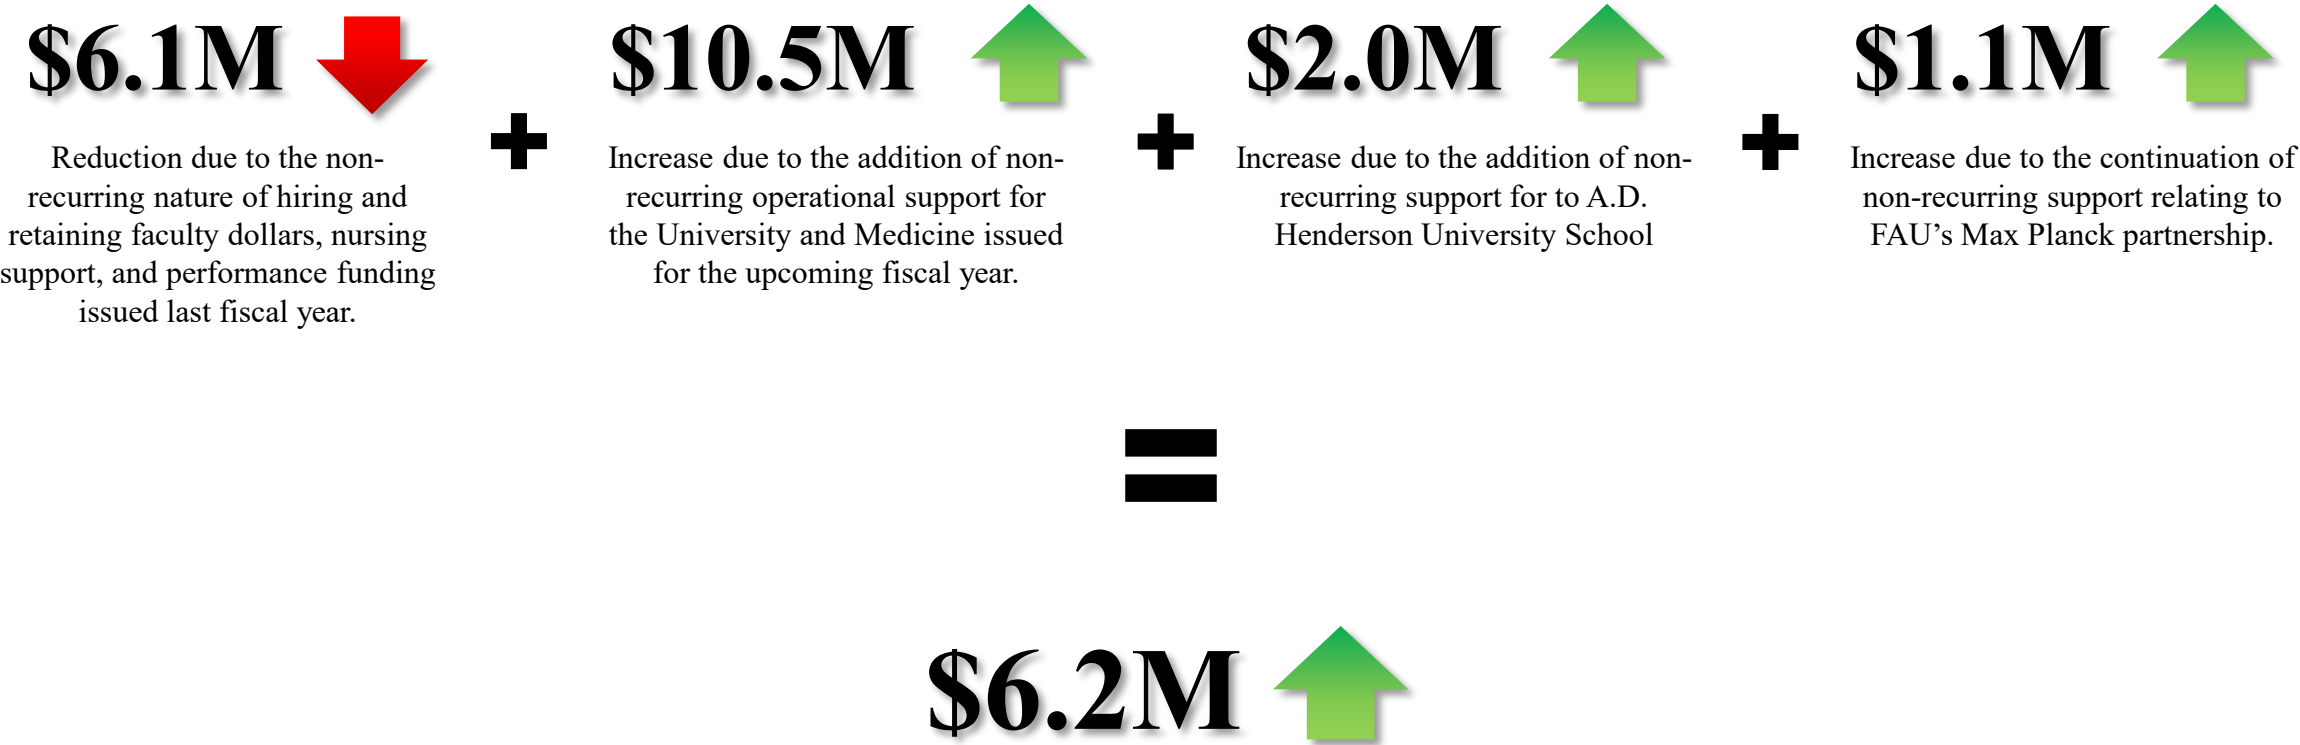 $6.1M
Reduction due to the non-
recurring nature of hiring and
retaining faculty dollars, nursing
support, and performance funding
issued last fiscal year.
+
$10.5M
Increase due to the addition of non-
recurring operational support for
the University and Medicine issued
for the upcoming fiscal year.
+
$2.0M
Increase due to the addition of non-
recurring support for to A.D.
Henderson University School
+
$1.1M
Increase due to the continuation of
non-recurring support relating to
FAU’s Max Planck partnership.
=
$6.2M